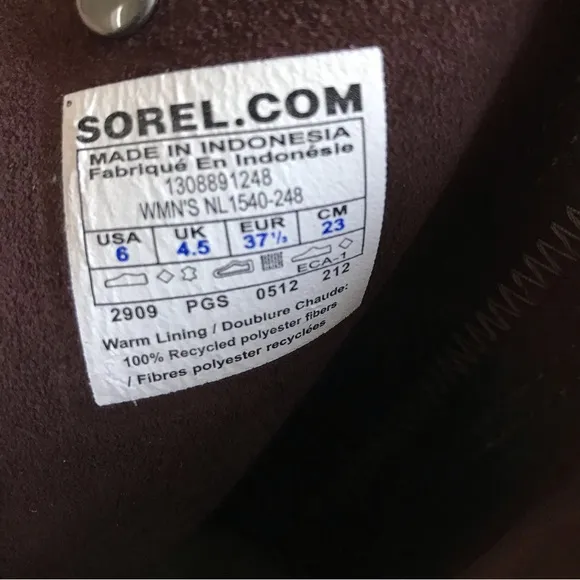 SOREL.COM
MADE IN INDONESIA
Fabriqué En Indonésie
1308891248
WMN'S NL1540-248
USA UK EUR CM
6 4.5 37⅓ 23
ECA-1
2909 PGS 0512 212
Warm Lining / Doublure Chaude:
100% Recycled polyester fibers
/ Fibres polyester recyclées